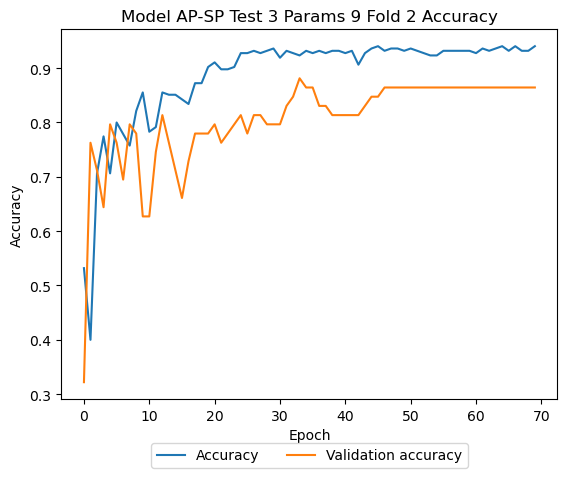 Model AP-SP Test 3 Params 9 Fold 2 Accuracy
Accuracy
0.9
0.8
0.7
0.6
0.5
0.4
0.3
0 10 20 30 40 50 60 70
Epoch
Accuracy Validation accuracy